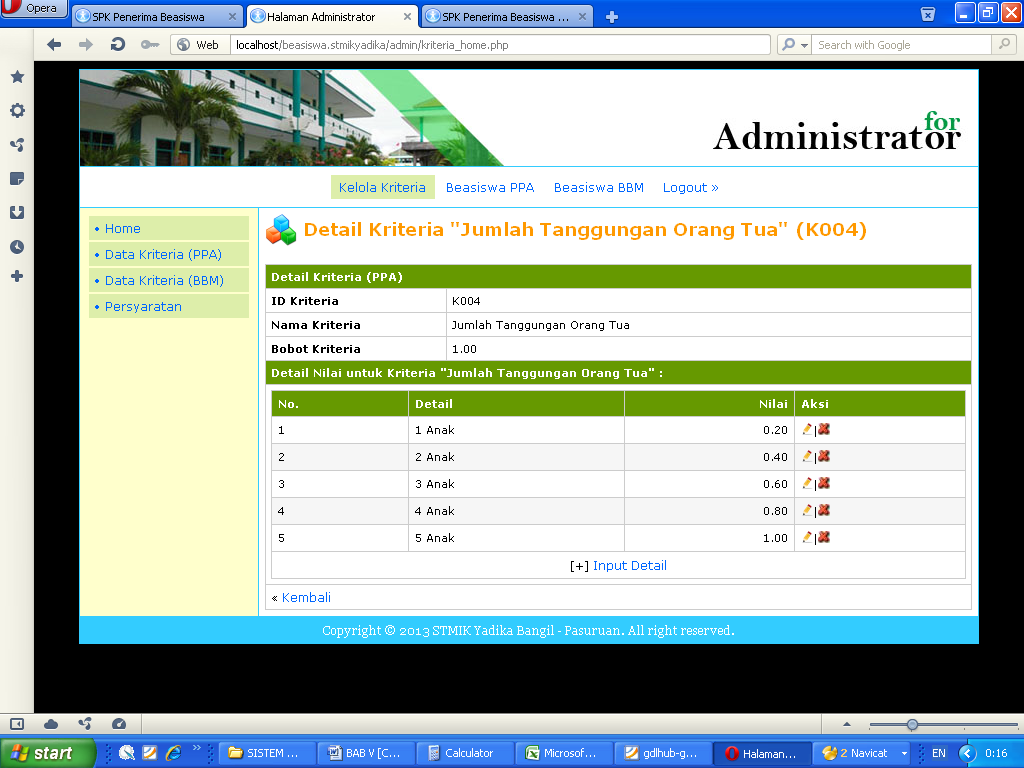 Opera
SPK Penerima Beasiswa
Halaman Administrator
SPK Penerima Beasiswa ...
Web
localhost/beasiswa.stmikyadika/admin/kriteria_home.php
Search with Google
for
Administrator
Kelola Kriteria
Beasiswa PPA
Beasiswa BBM
Logout »
• Home
• Data Kriteria (PPA)
• Data Kriteria (BBM)
• Persyaratan
Detail Kriteria "Jumlah Tanggungan Orang Tua" (K004)
Detail Kriteria (PPA)
ID Kriteria K004
Nama Kriteria Jumlah Tanggungan Orang Tua
Bobot Kriteria 1.00
Detail Nilai untuk Kriteria "Jumlah Tanggungan Orang Tua" :
No. Detail Nilai Aksi
1 1 Anak 0.20 |
2 2 Anak 0.40 |
3 3 Anak 0.60 |
4 4 Anak 0.80 |
5 5 Anak 1.00 |
[+] Input Detail
« Kembali
Copyright © 2013 STMIK Yadika Bangil - Pasuruan. All right reserved.
start
SISTEM ...
BAB V [C...
Calculator
Microsof...
gdlhub-g...
Halaman...
2 Navicat
EN
0:16